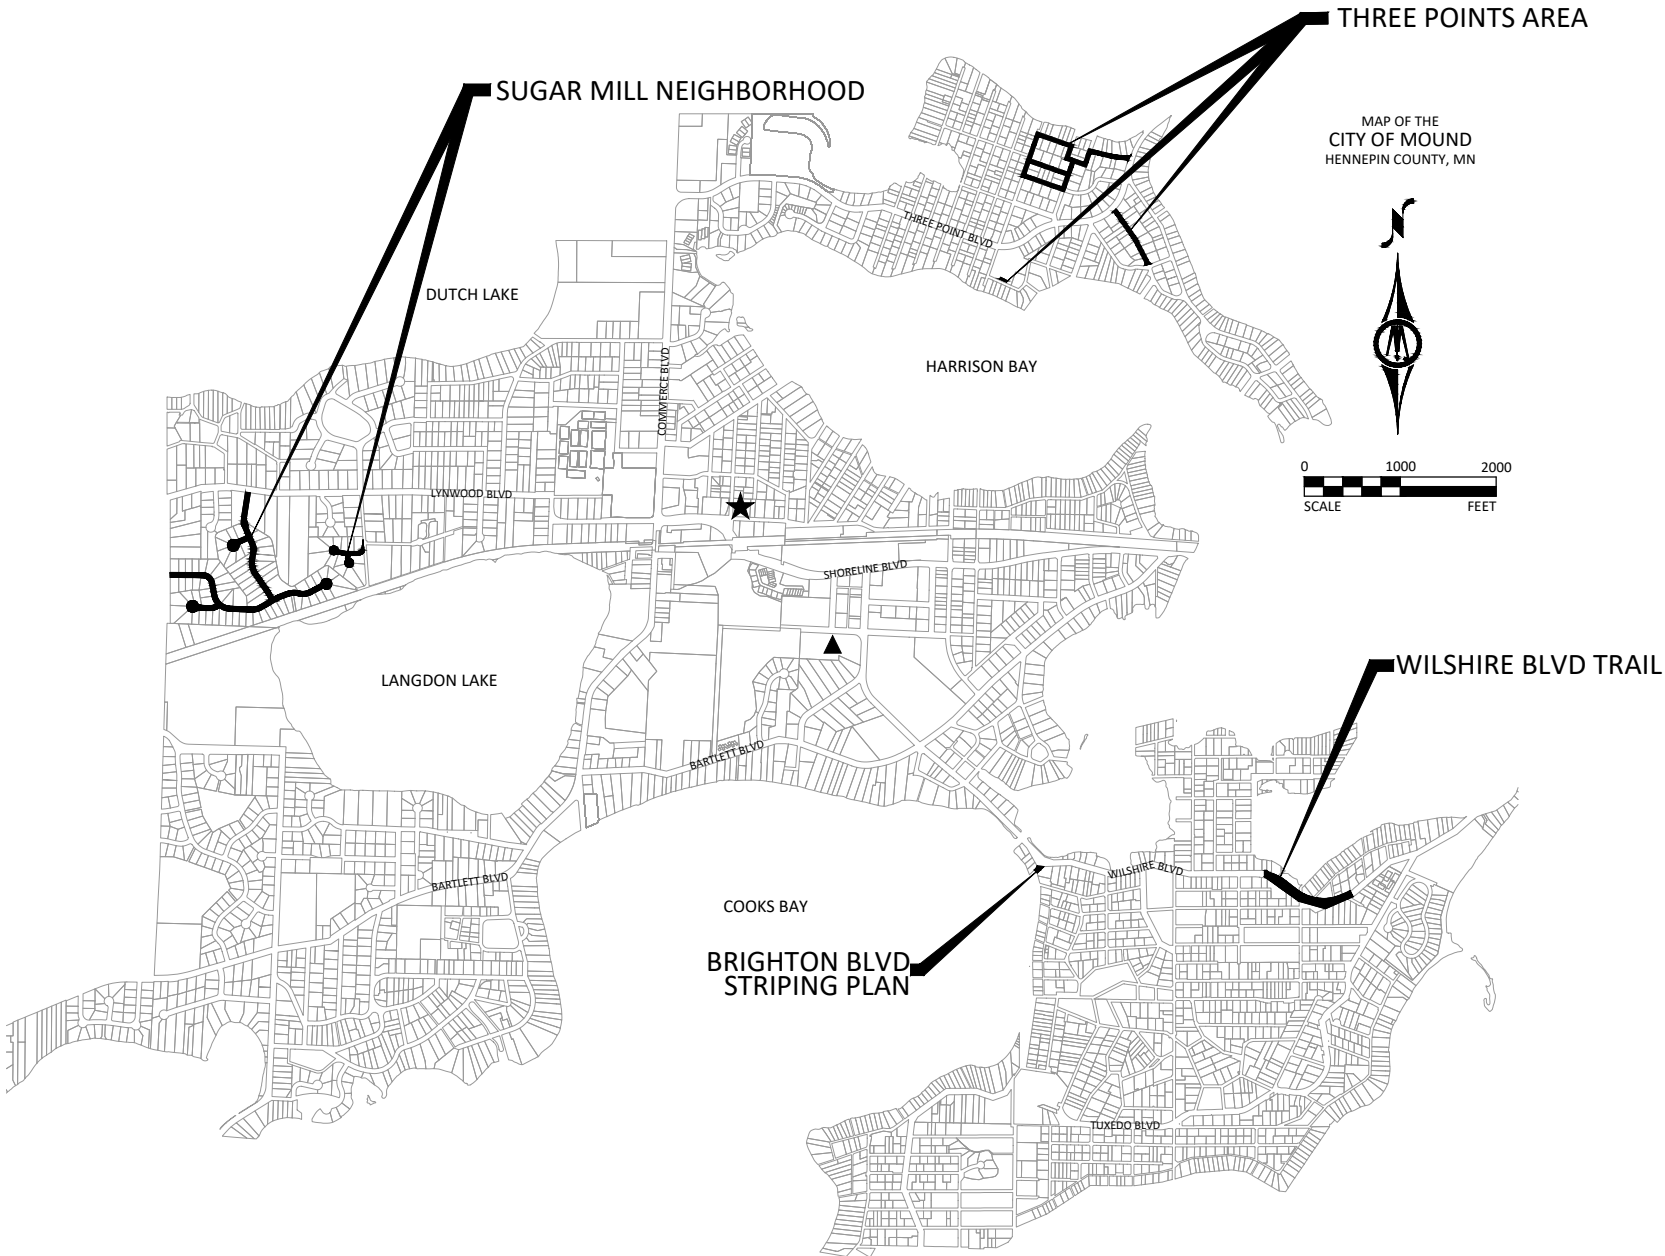 THREE POINTS AREA
SUGAR MILL NEIGHBORHOOD
MAP OF THE
CITY OF MOUND
HENNEPIN COUNTY, MN
N
THREE POINT BLVD
DUTCH LAKE
HARRISON BAY
COMMERCE BLVD
0 1000 2000
SCALE FEET
LYNWOOD BLVD
SHORELINE BLVD
WILSHIRE BLVD TRAIL
LANGDON LAKE
BARTLETT BLVD
WILSHIRE BLVD
BARTLETT BLVD
COOKS BAY
BRIGHTON BLVD
STRIPING PLAN
TUXEDO BLVD